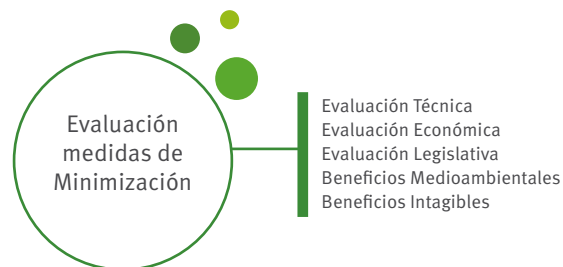 Evaluación
medidas de
Minimización
Evaluación Técnica
Evaluación Económica
Evaluación Legislativa
Beneficios Medioambientales
Beneficios Intagibles